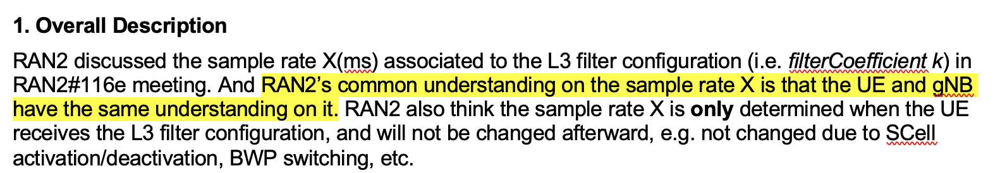 1. Overall Description
RAN2 discussed the sample rate X(ms) associated to the L3 filter configuration (i.e. filterCoefficient k) in
RAN2#116e meeting. And RAN2’s common understanding on the sample rate X is that the UE and gNB
have the same understanding on it. RAN2 also think the sample rate X is only determined when the UE
receives the L3 filter configuration, and will not be changed afterward, e.g. not changed due to SCell
activation/deactivation, BWP switching, etc.